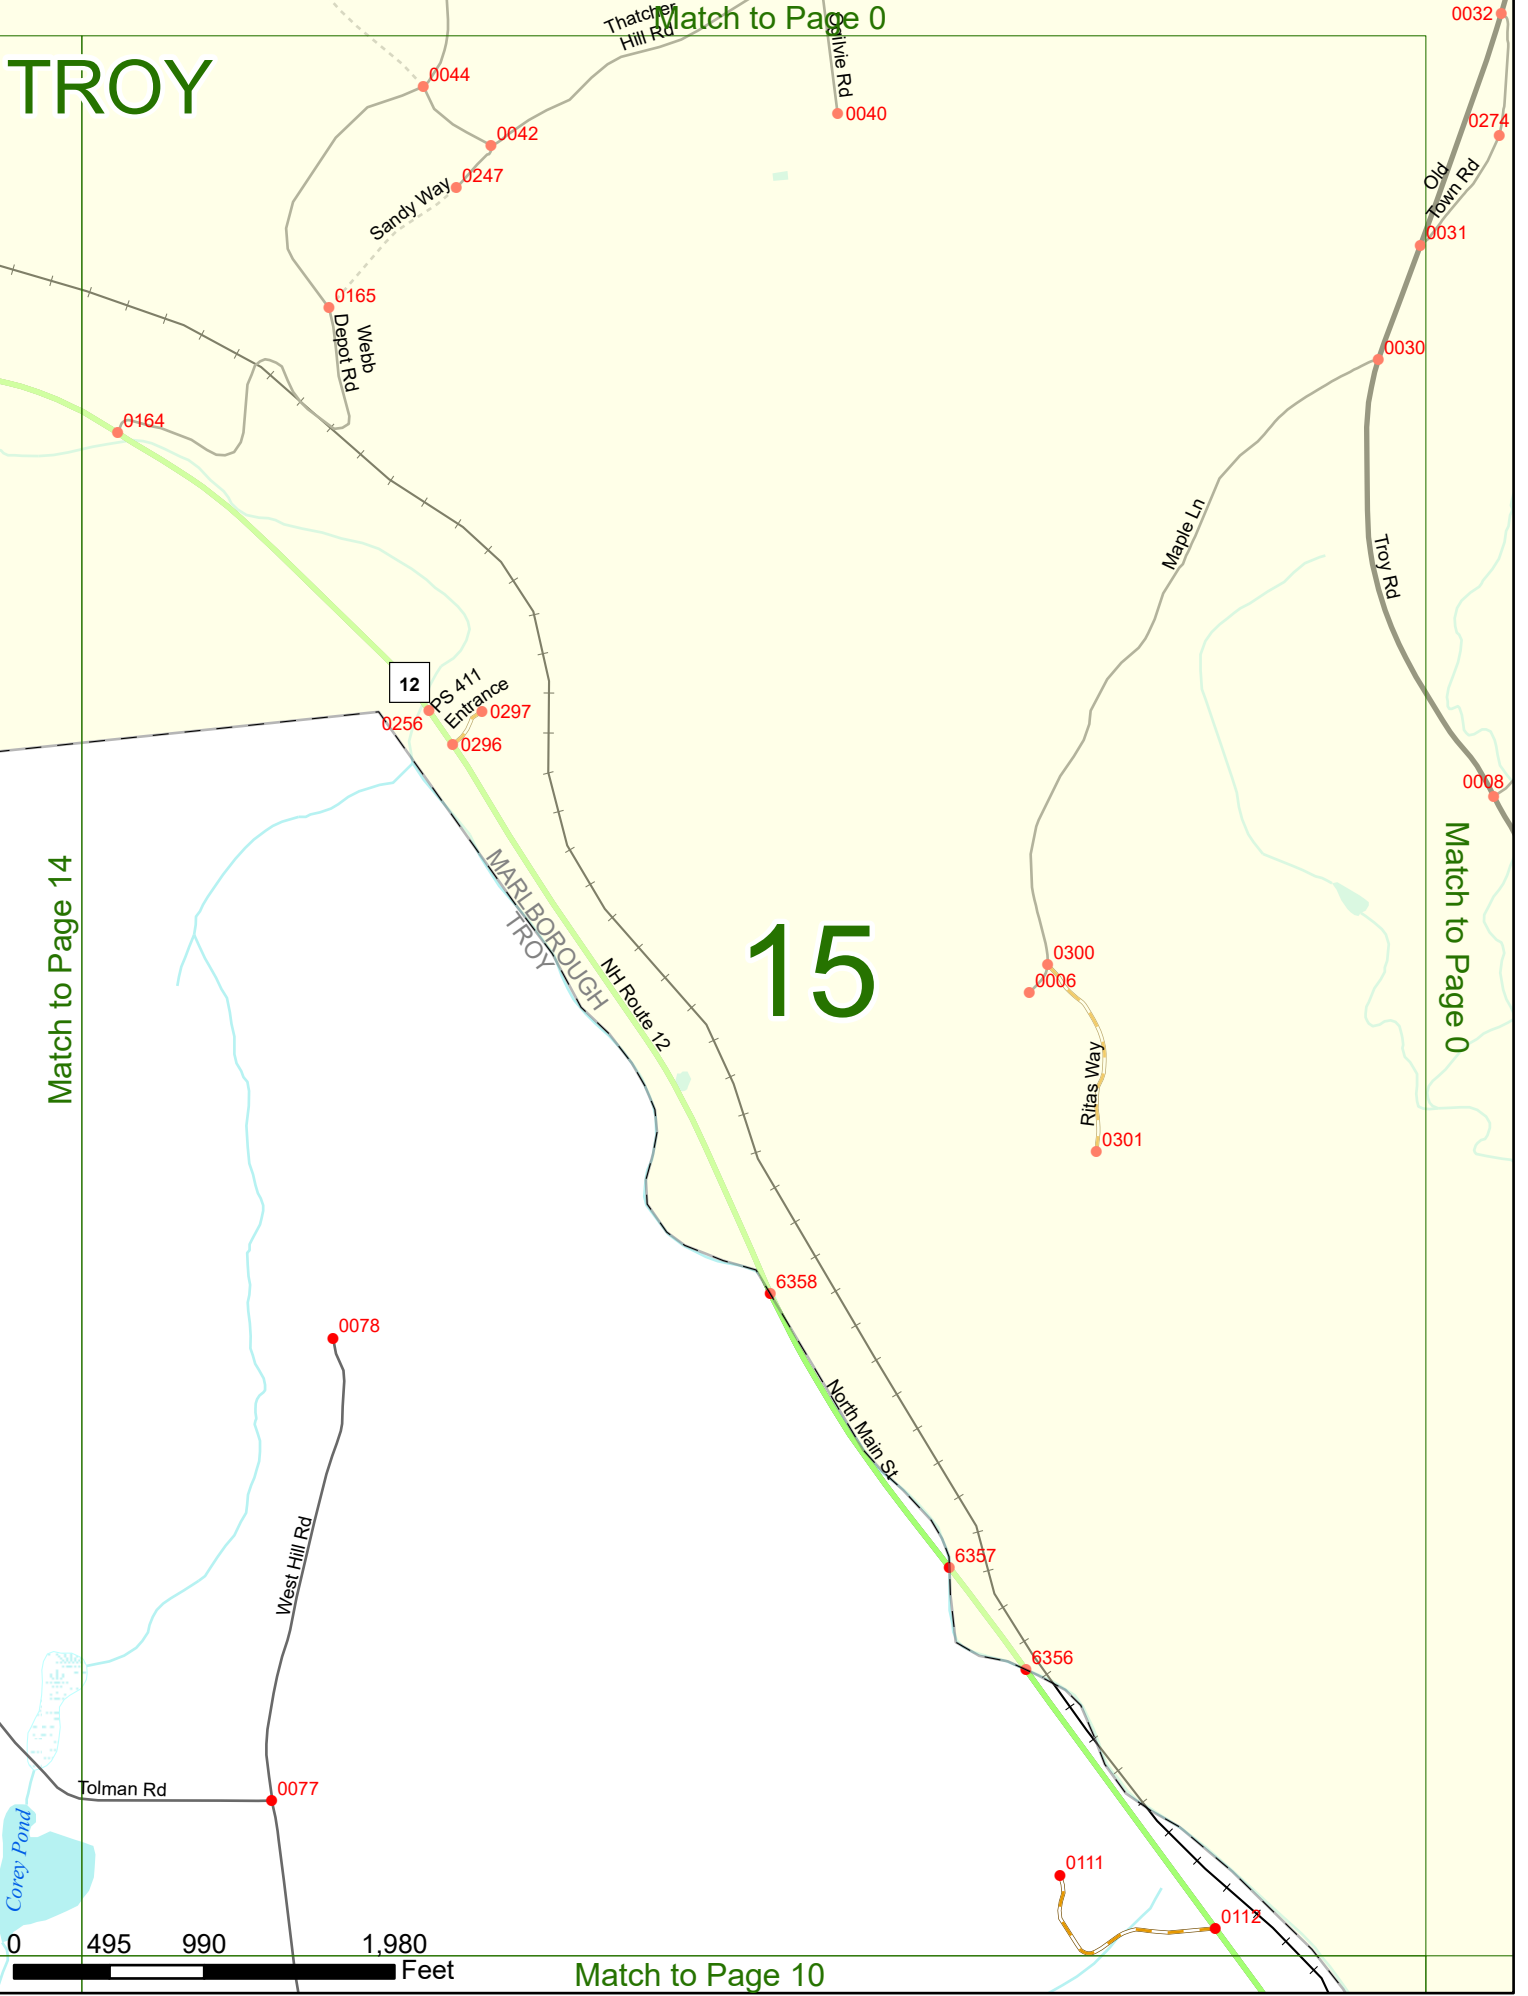 Match to Page 0
TROY
Thatcher
Hill Rd
Ogilvie Rd
0032
0044
0040
0042
0274
0247
Sandy Way
Old
Town Rd
0031
0165
Webb
Depot Rd
0030
0164
Maple Ln
Troy Rd
12
PS 411
Entrance
0297
0256
0296
0008
Match to Page 14
MARLBOROUGH
TROY
15
Match to Page 0
NH Route 12
0300
0006
Ritas Way
0301
6358
0078
North Main St
West Hill Rd
6357
6356
Tolman Rd
0077
Corey Pond
0111
0112
0 495 990 1,980
Feet
Match to Page 10